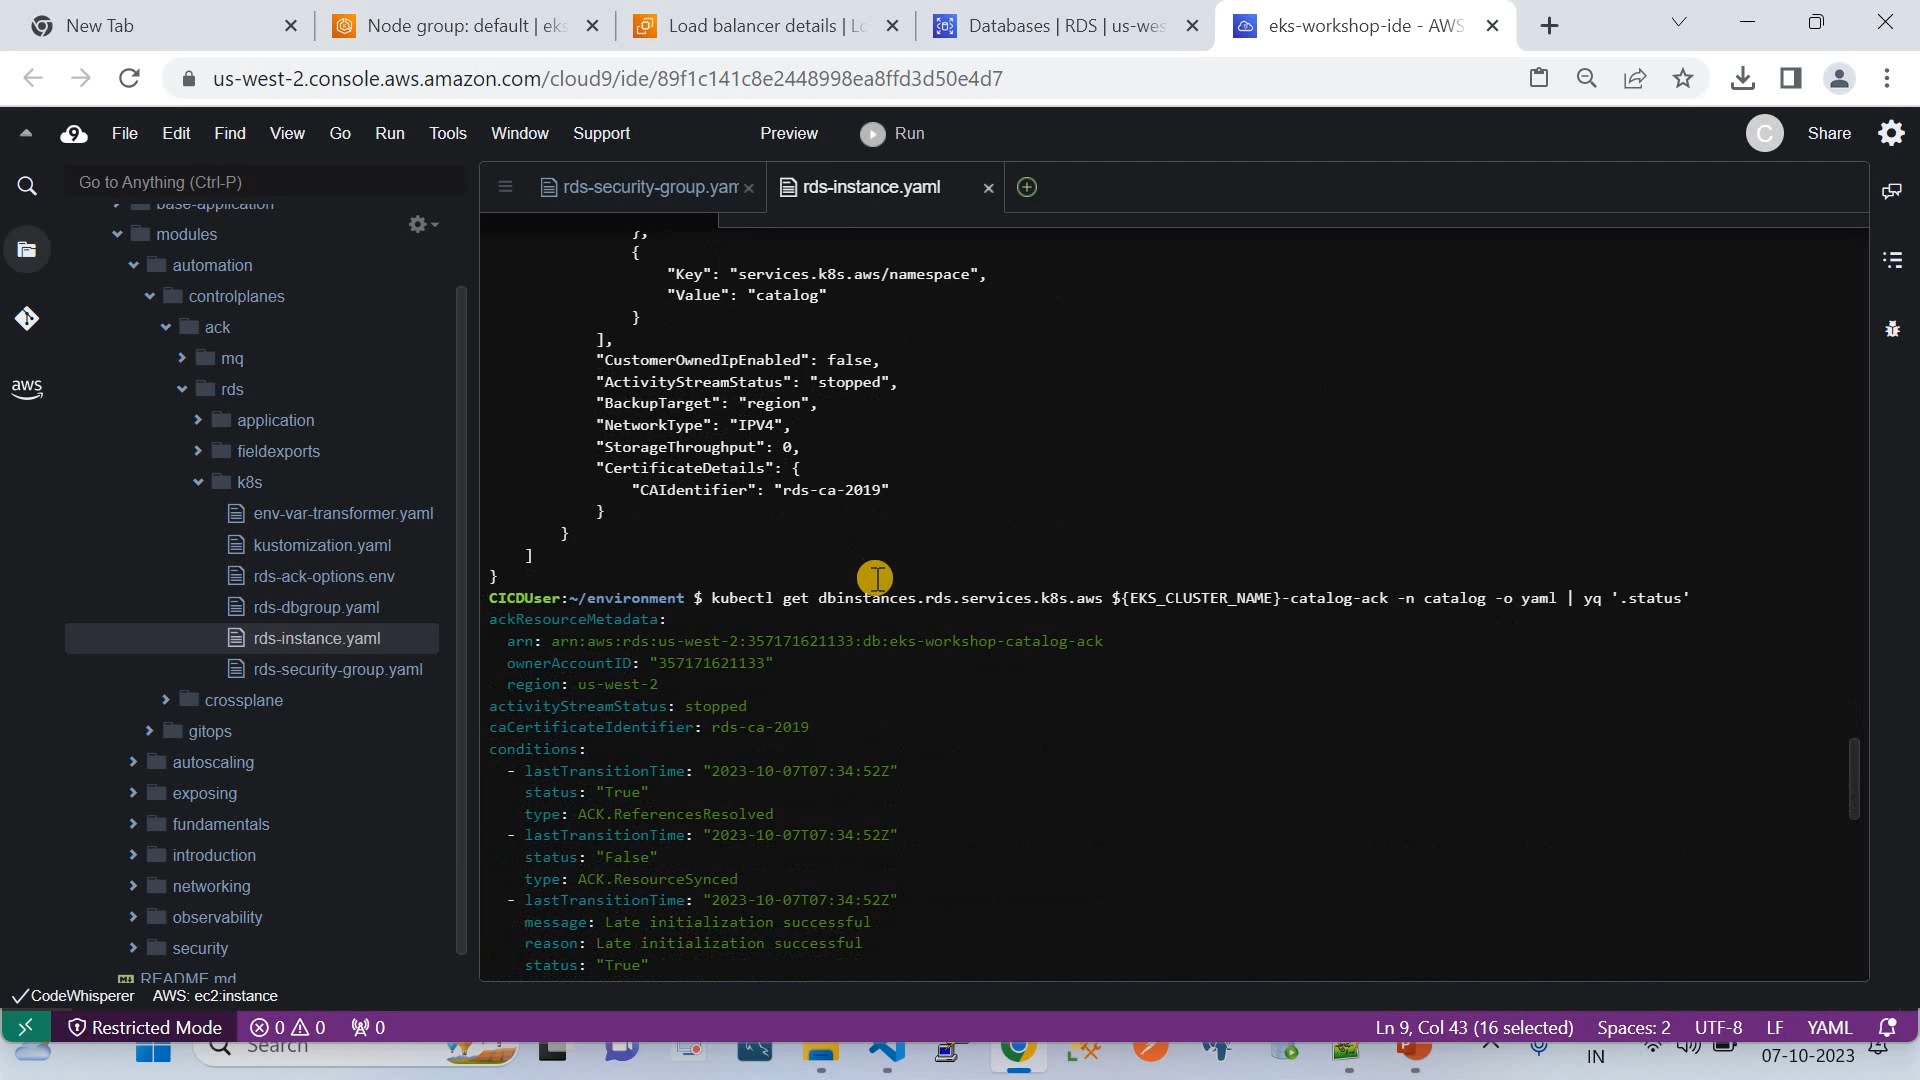 New Tab
Node group: default | eks
Load balancer details | Lo
Databases | RDS | us-wes
eks-workshop-ide - AWS
us-west-2.console.aws.amazon.com/cloud9/ide/89f1c141c8e2448998ea8ffd3d50e4d7
9 File Edit Find View Go Run Tools Window Support Preview Run C Share
Go to Anything (Ctrl-P)
rds-security-group.yam
rds-instance.yaml
base-application
modules
automation
controlplanes
ack
mq
rds
application
fieldexports
k8s
env-var-transformer.yaml
kustomization.yaml
rds-ack-options.env
rds-dbgroup.yaml
rds-instance.yaml
rds-security-group.yaml
crossplane
gitops
autoscaling
exposing
fundamentals
introduction
networking
observability
security
README.md
aws
},
{
"Key": "services.k8s.aws/namespace",
"Value": "catalog"
}
],
"CustomerOwnedIpEnabled": false,
"ActivityStreamStatus": "stopped",
"BackupTarget": "region",
"NetworkType": "IPV4",
"StorageThroughput": 0,
"CertificateDetails": {
"CAIdentifier": "rds-ca-2019"
}
}
]
}
CICDUser:~/environment $ kubectl get dbinstances.rds.services.k8s.aws ${EKS_CLUSTER_NAME}-catalog-ack -n catalog -o yaml | yq '.status'
ackResourceMetadata:
arn: arn:aws:rds:us-west-2:357171621133:db:eks-workshop-catalog-ack
ownerAccountID: "357171621133"
region: us-west-2
activityStreamStatus: stopped
caCertificateIdentifier: rds-ca-2019
conditions:
- lastTransitionTime: "2023-10-07T07:34:52Z"
status: "True"
type: ACK.ReferencesResolved
- lastTransitionTime: "2023-10-07T07:34:52Z"
status: "False"
type: ACK.ResourceSynced
- lastTransitionTime: "2023-10-07T07:34:52Z"
message: Late initialization successful
reason: Late initialization successful
status: "True"
CodeWhisperer AWS: ec2:instance
Restricted Mode 0 0 0 Ln 9, Col 43 (16 selected) Spaces: 2 UTF-8 LF YAML
Search
IN
07-10-2023